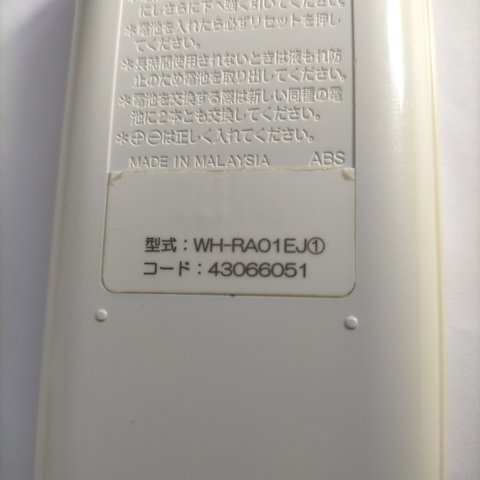 にしさらに下へ強く引いてください。
＊電池を入れたら必ずリセットを押し
てください。
＊長時間使用されないときは液もれ防
止のため電池を取り出してください。
＊電池を交換する際は新しい同種の電
池に2本とも交換してください。
＊⊕⊖は正しく入れてください。
MADE IN MALAYSIA ABS
型式：WH-RA01EJ①
コード：43066051